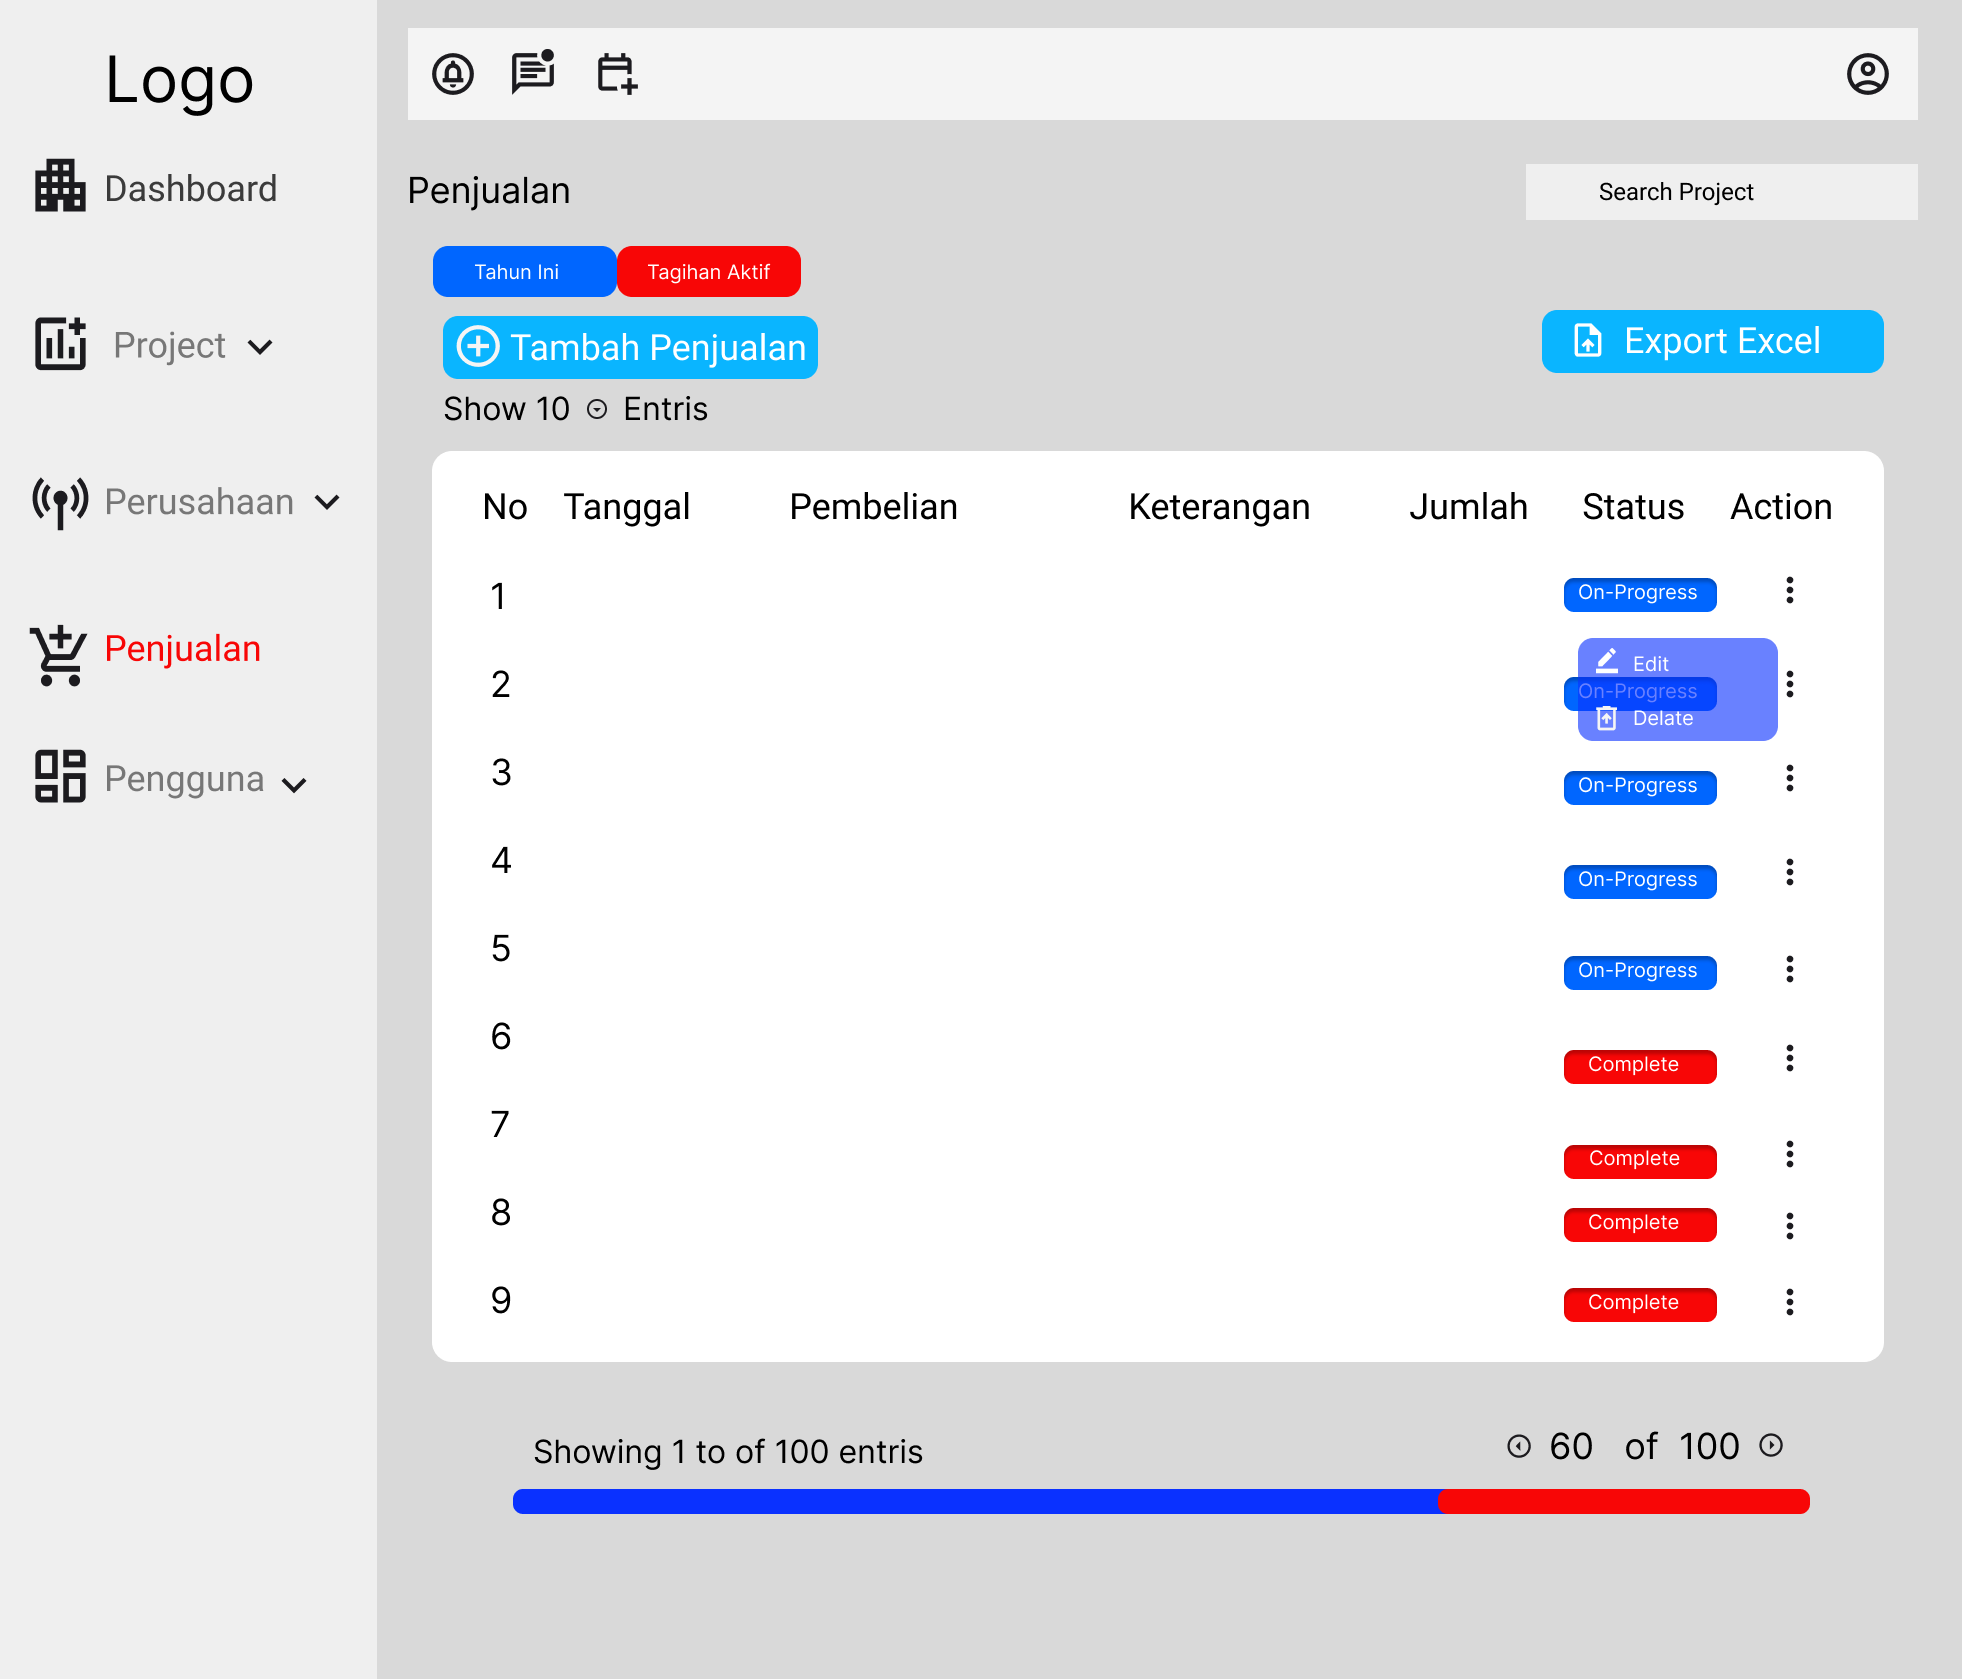 Logo
Dashboard
Project
Perusahaan
Penjualan
Pengguna
Penjualan
Search Project
Tahun Ini Tagihan Aktif
Tambah Penjualan
Export Excel
Show 10 Entris
No Tanggal Pembelian Keterangan Jumlah Status Action
1 On-Progress
Edit
2 On-Progress
Delate
3 On-Progress
4 On-Progress
5 On-Progress
6 Complete
7 Complete
8 Complete
9 Complete
Showing 1 to of 100 entris
60 of 100